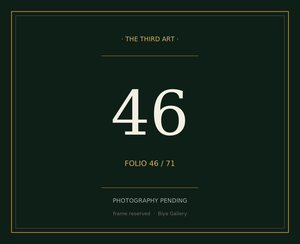 · THE THIRD ART ·
46
FOLIO 46 / 71
PHOTOGRAPHY PENDING
frame reserved · Biya Gallery